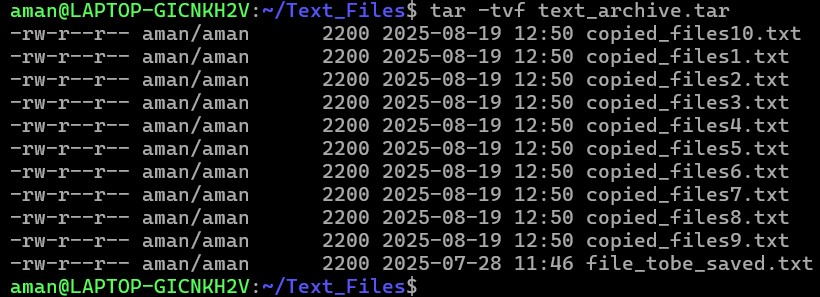 aman@LAPTOP-GICNKH2V:~/Text_Files$ tar -tvf text_archive.tar
-rw-r--r-- aman/aman      2200 2025-08-19 12:50 copied_files10.txt
-rw-r--r-- aman/aman      2200 2025-08-19 12:50 copied_files1.txt
-rw-r--r-- aman/aman      2200 2025-08-19 12:50 copied_files2.txt
-rw-r--r-- aman/aman      2200 2025-08-19 12:50 copied_files3.txt
-rw-r--r-- aman/aman      2200 2025-08-19 12:50 copied_files4.txt
-rw-r--r-- aman/aman      2200 2025-08-19 12:50 copied_files5.txt
-rw-r--r-- aman/aman      2200 2025-08-19 12:50 copied_files6.txt
-rw-r--r-- aman/aman      2200 2025-08-19 12:50 copied_files7.txt
-rw-r--r-- aman/aman      2200 2025-08-19 12:50 copied_files8.txt
-rw-r--r-- aman/aman      2200 2025-08-19 12:50 copied_files9.txt
-rw-r--r-- aman/aman      2200 2025-07-28 11:46 file_tobe_saved.txt
aman@LAPTOP-GICNKH2V:~/Text_Files$